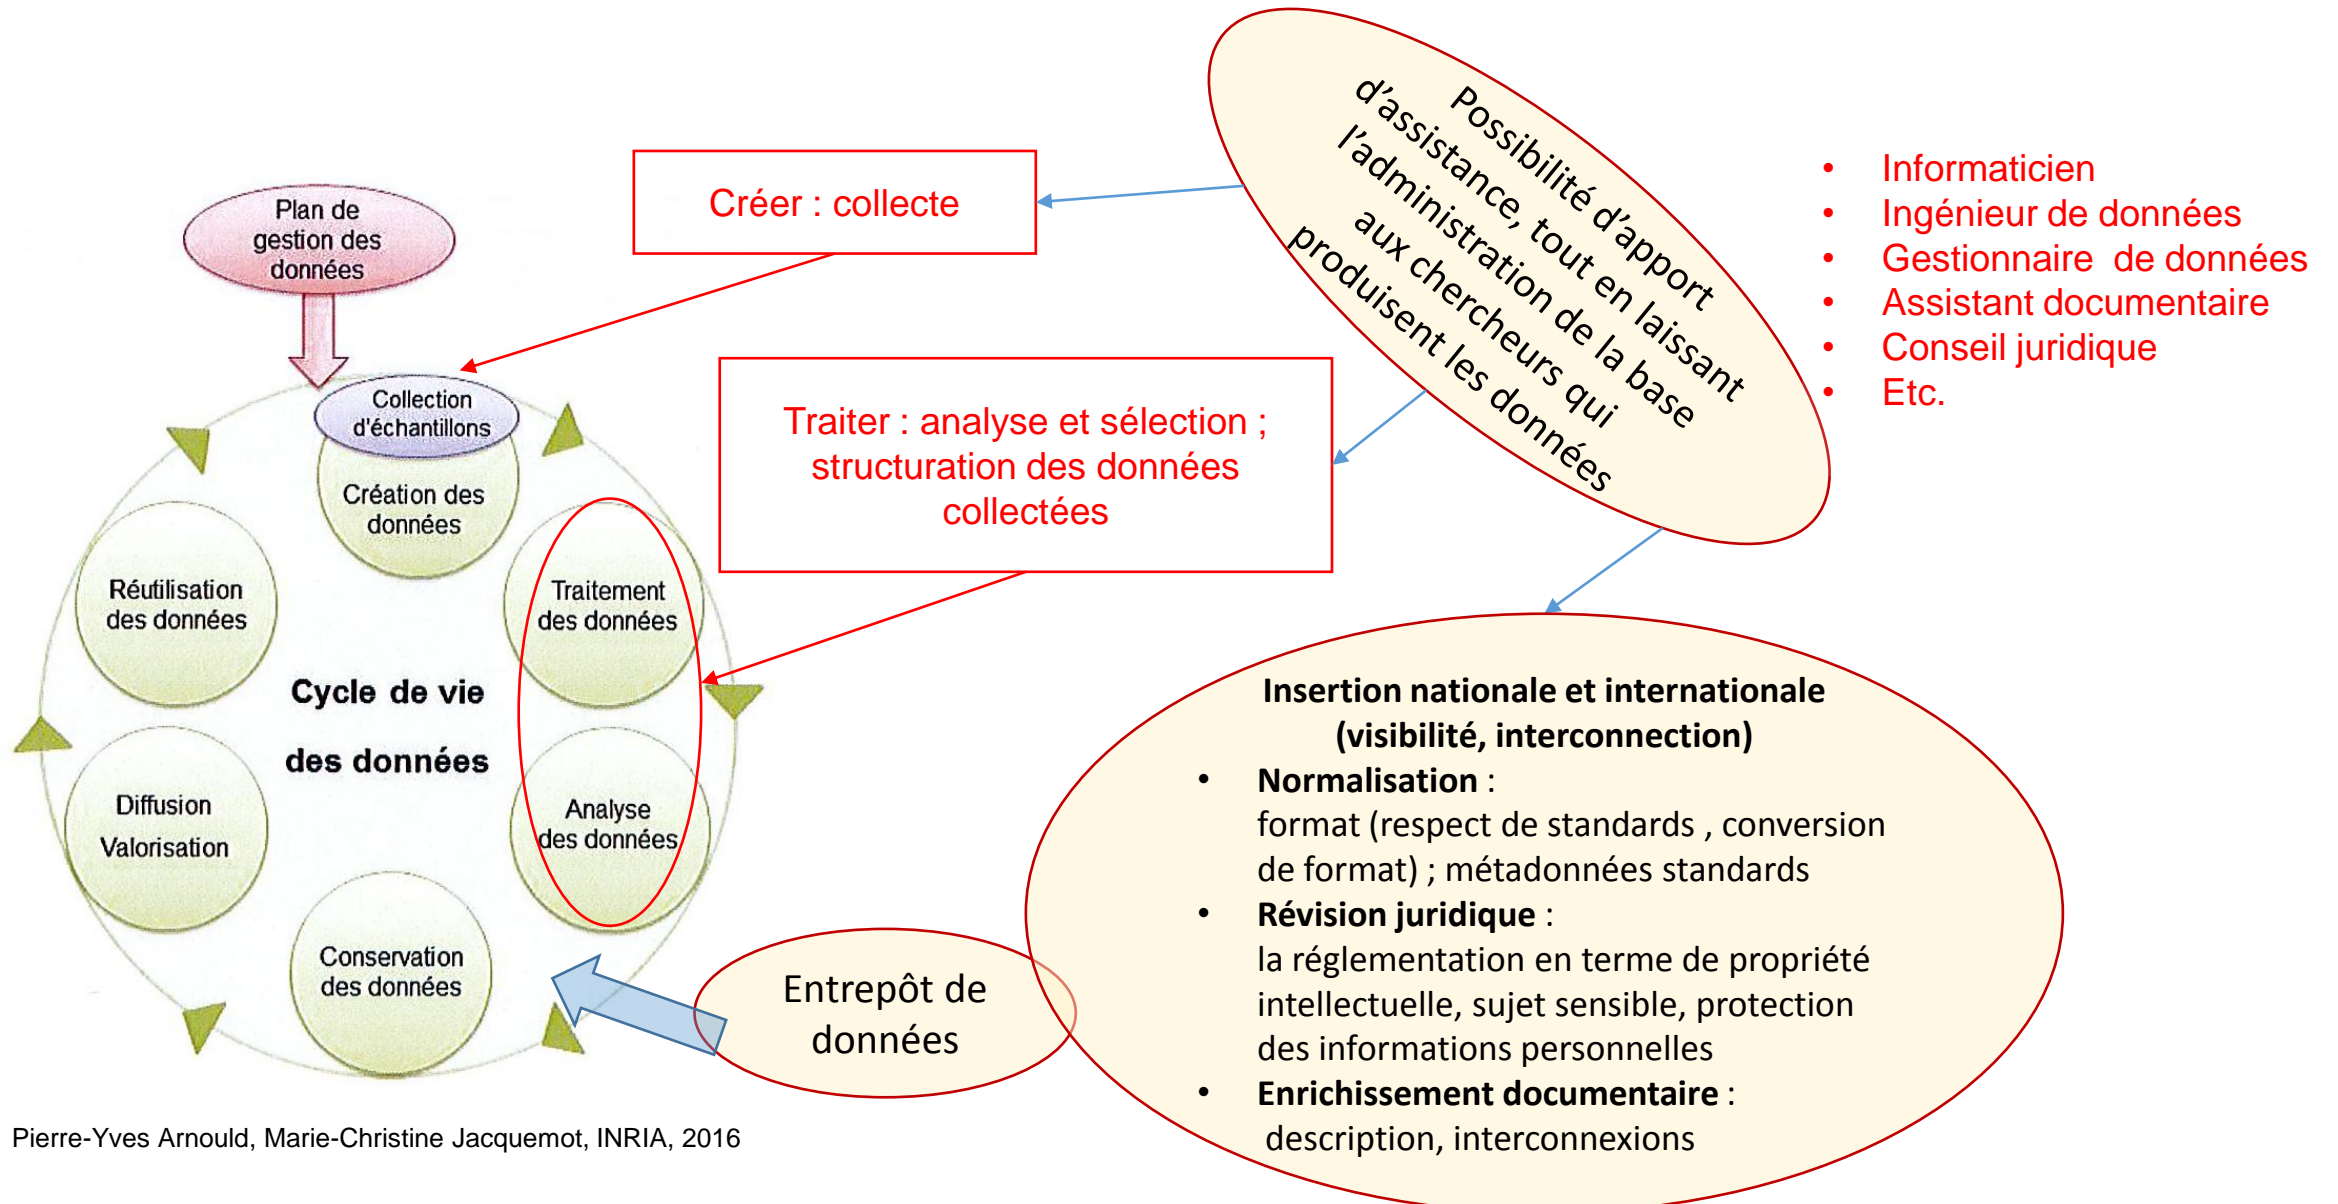 Plan de
gestion des
données
Collection
d'échantillons
Création des
données
Traitement
des données
Analyse
des données
Conservation
des données
Diffusion
Valorisation
Réutilisation
des données
Cycle de vie
des données
Créer : collecte
Traiter : analyse et sélection ;
structuration des données
collectées
Possibilité d'apport
d'assistance, tout en laissant
l'administration de la base
aux chercheurs qui
produisent les données
• Informaticien
• Ingénieur de données
• Gestionnaire  de données
• Assistant documentaire
• Conseil juridique
• Etc.
Insertion nationale et internationale
(visibilité, interconnection)
• Normalisation :
format (respect de standards , conversion
de format) ; métadonnées standards
• Révision juridique :
la réglementation en terme de propriété
intellectuelle, sujet sensible, protection
des informations personnelles
• Enrichissement documentaire :
description, interconnexions
Entrepôt de
données
Pierre-Yves Arnould, Marie-Christine Jacquemot, INRIA, 2016